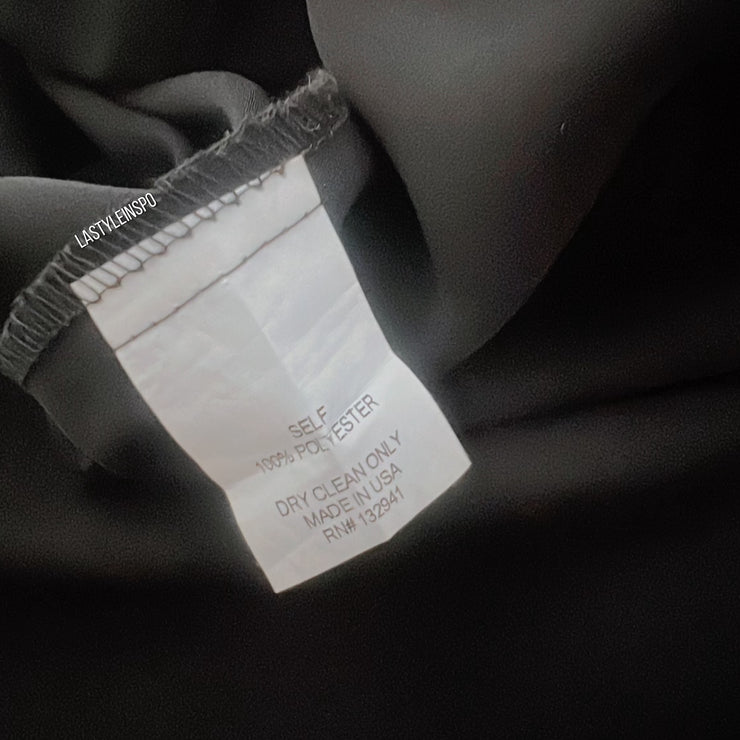 LASTYLEINSPO
SELF
100% POLYESTER
DRY CLEAN ONLY
MADE IN USA
RN# 132941